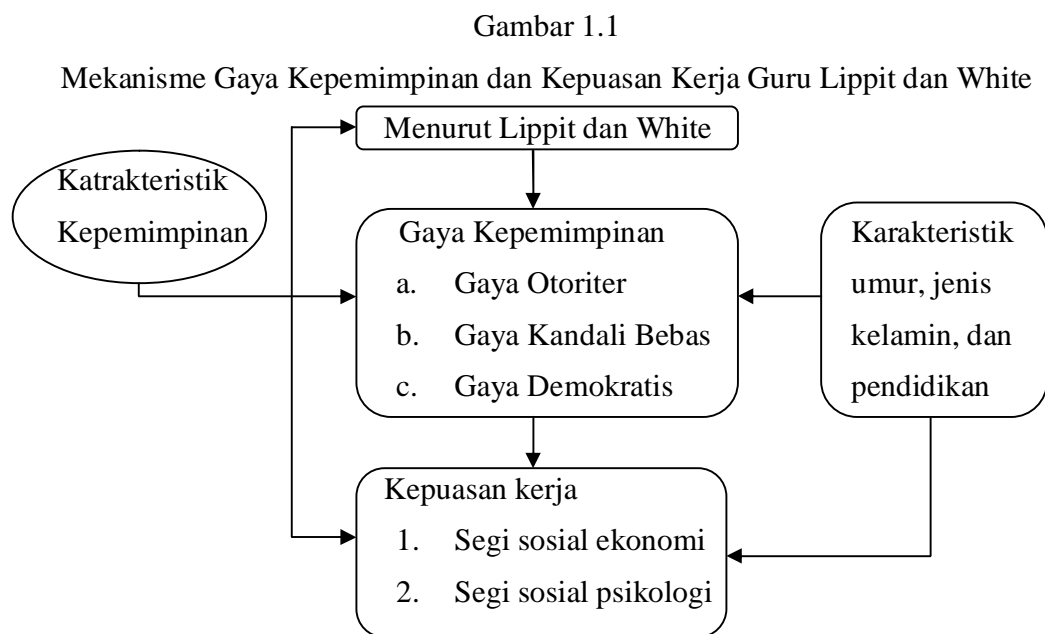 Gambar 1.1
Mekanisme Gaya Kepemimpinan dan Kepuasan Kerja Guru Lippit dan White
Menurut Lippit dan White
Katrakteristik
Kepemimpinan
Gaya Kepemimpinan
a. Gaya Otoriter
b. Gaya Kandali Bebas
c. Gaya Demokratis
Karakteristik
umur, jenis
kelamin, dan
pendidikan
Kepuasan kerja
1. Segi sosial ekonomi
2. Segi sosial psikologi